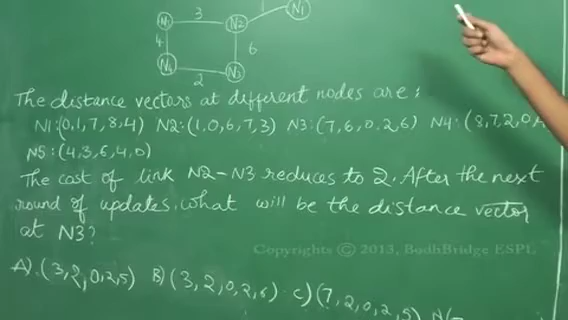 1
N1
3
N5
N2
4
6
N4
2
N3
The distance vectors at different nodes are:
N1:(0,1,7,8,4) N2:(1,0,6,7,3) N3:(7,6,0,2,6) N4:(8,7,2,0,
N5:(4,3,6,4,0)
The cost of link N2-N3 reduces to 2. After the next
round of updates, what will be the distance vector
at N3?
Copyrights © 2013, BodhBridge ESPL
A).(3,2,0,2,5) B)(3,2,0,2,6). C)(7,2,0,2,5)